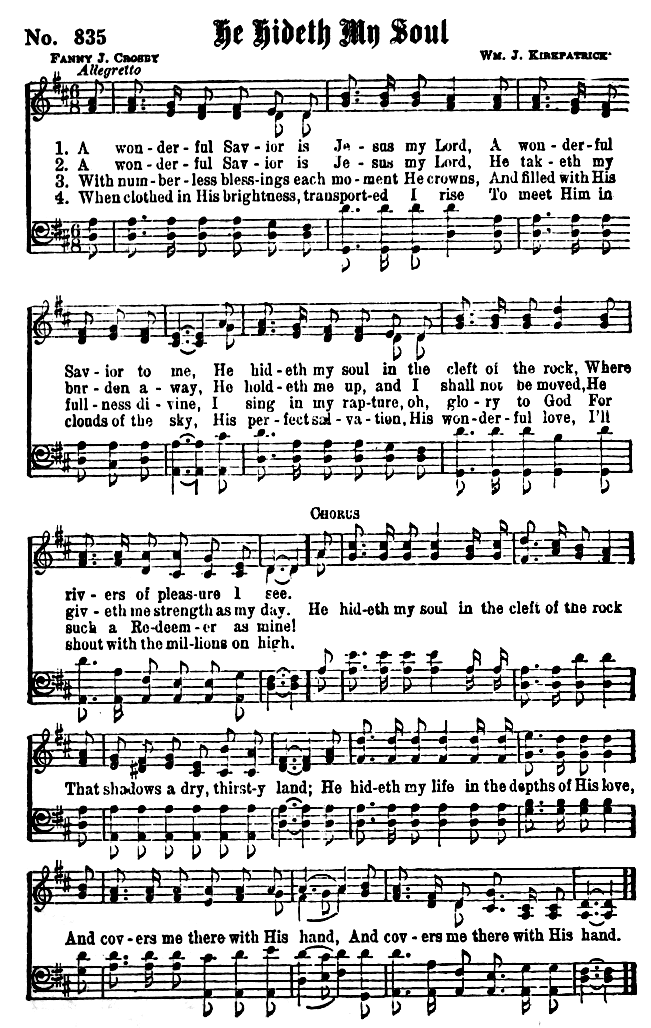 No. 835 He Hideth My Soul
FANNY J. CROSBY WM. J. KIRKPATRICK
Allegretto
1. A won - der - ful Sav - ior is Je - sus my Lord, A won - der - ful
2. A won - der - ful Sav - ior is Je - sus my Lord, He tak - eth my
3. With num - ber - less bless - ings each mo - ment He crowns, And filled with His
4. When clothed in His brightness, transport - ed I rise To meet Him in
Sav - ior to me, He hid - eth my soul in the cleft of the rock, Where
bur - den a - way, He hold - eth me up, and I shall not be moved, He
full - ness di - vine, I sing in my rap - ture, oh, glo - ry to God For
clouds of the sky, His per - fect sal - va - tion, His won - der - ful love, I'll
CHORUS
riv - ers of pleas - ure I see.
giv - eth me strength as my day. He hid - eth my soul in the cleft of the rock
such a Re - deem - er as mine!
shout with the mil - lions on high.
That shadows a dry, thirst - y land; He hid - eth my life in the depths of His love,
And cov - ers me there with His hand, And cov - ers me there with His hand.